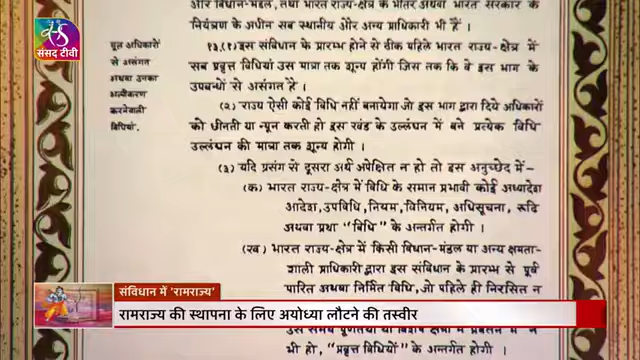 और विधान-मंडल, तथा भारत राज्य-क्षेत्र के भीतर अथवा भारत सरकार के
नियंत्रण के अधीन सब स्थानीय और अन्य प्राधिकारी भी हैं ।
संसद टीवी
मूल अधिकारों
से असंगत
अथवा उनका
अल्पीकरण
करनेवाली
विधियां.
१३.(१) इस संविधान के प्रारम्भ होने से ठीक पहिले भारत राज्य-क्षेत्र में
सब प्रवृत्त विधियां उस मात्रा तक शून्य होंगी जिस तक कि वे इस भाग के
उपबन्धों से असंगत हैं ।
(२) राज्य ऐसी कोई विधि नहीं बनायेगा जो इस भाग द्वारा दिये अधिकारों
को छीनती या न्यून करती हो इस खंड के उल्लंघन में बने प्रत्येक विधि
उल्लंघन की मात्रा तक शून्य होगी ।
(३) यदि प्रसंग से दूसरा अर्थ अपेक्षित न हो तो इस अनुच्छेद में—
(क) भारत राज्य-क्षेत्र में विधि के समान प्रभावी कोई अध्यादेश
आदेश, उपविधि, नियम, विनियम, अधिसूचना, रूढि
अथवा प्रथा "विधि" के अन्तर्गत होगी ।
(ख) भारत राज्य-क्षेत्र में किसी विधान-मंडल या अन्य क्षमता-
शाली प्राधिकारी द्वारा इस संविधान के प्रारम्भ से पूर्व
पारित अथवा निर्मित विधि, जो पहिले ही निरसित न
संविधान में 'रामराज्य'
रामराज्य की स्थापना के लिए अयोध्या लौटने की तस्वीर
उस समय पूर्णतया या विशेष क्षेत्रों में प्रवर्तन में न
भी हो, "प्रवृत्त विधियों" के अन्तर्गत होगी ।